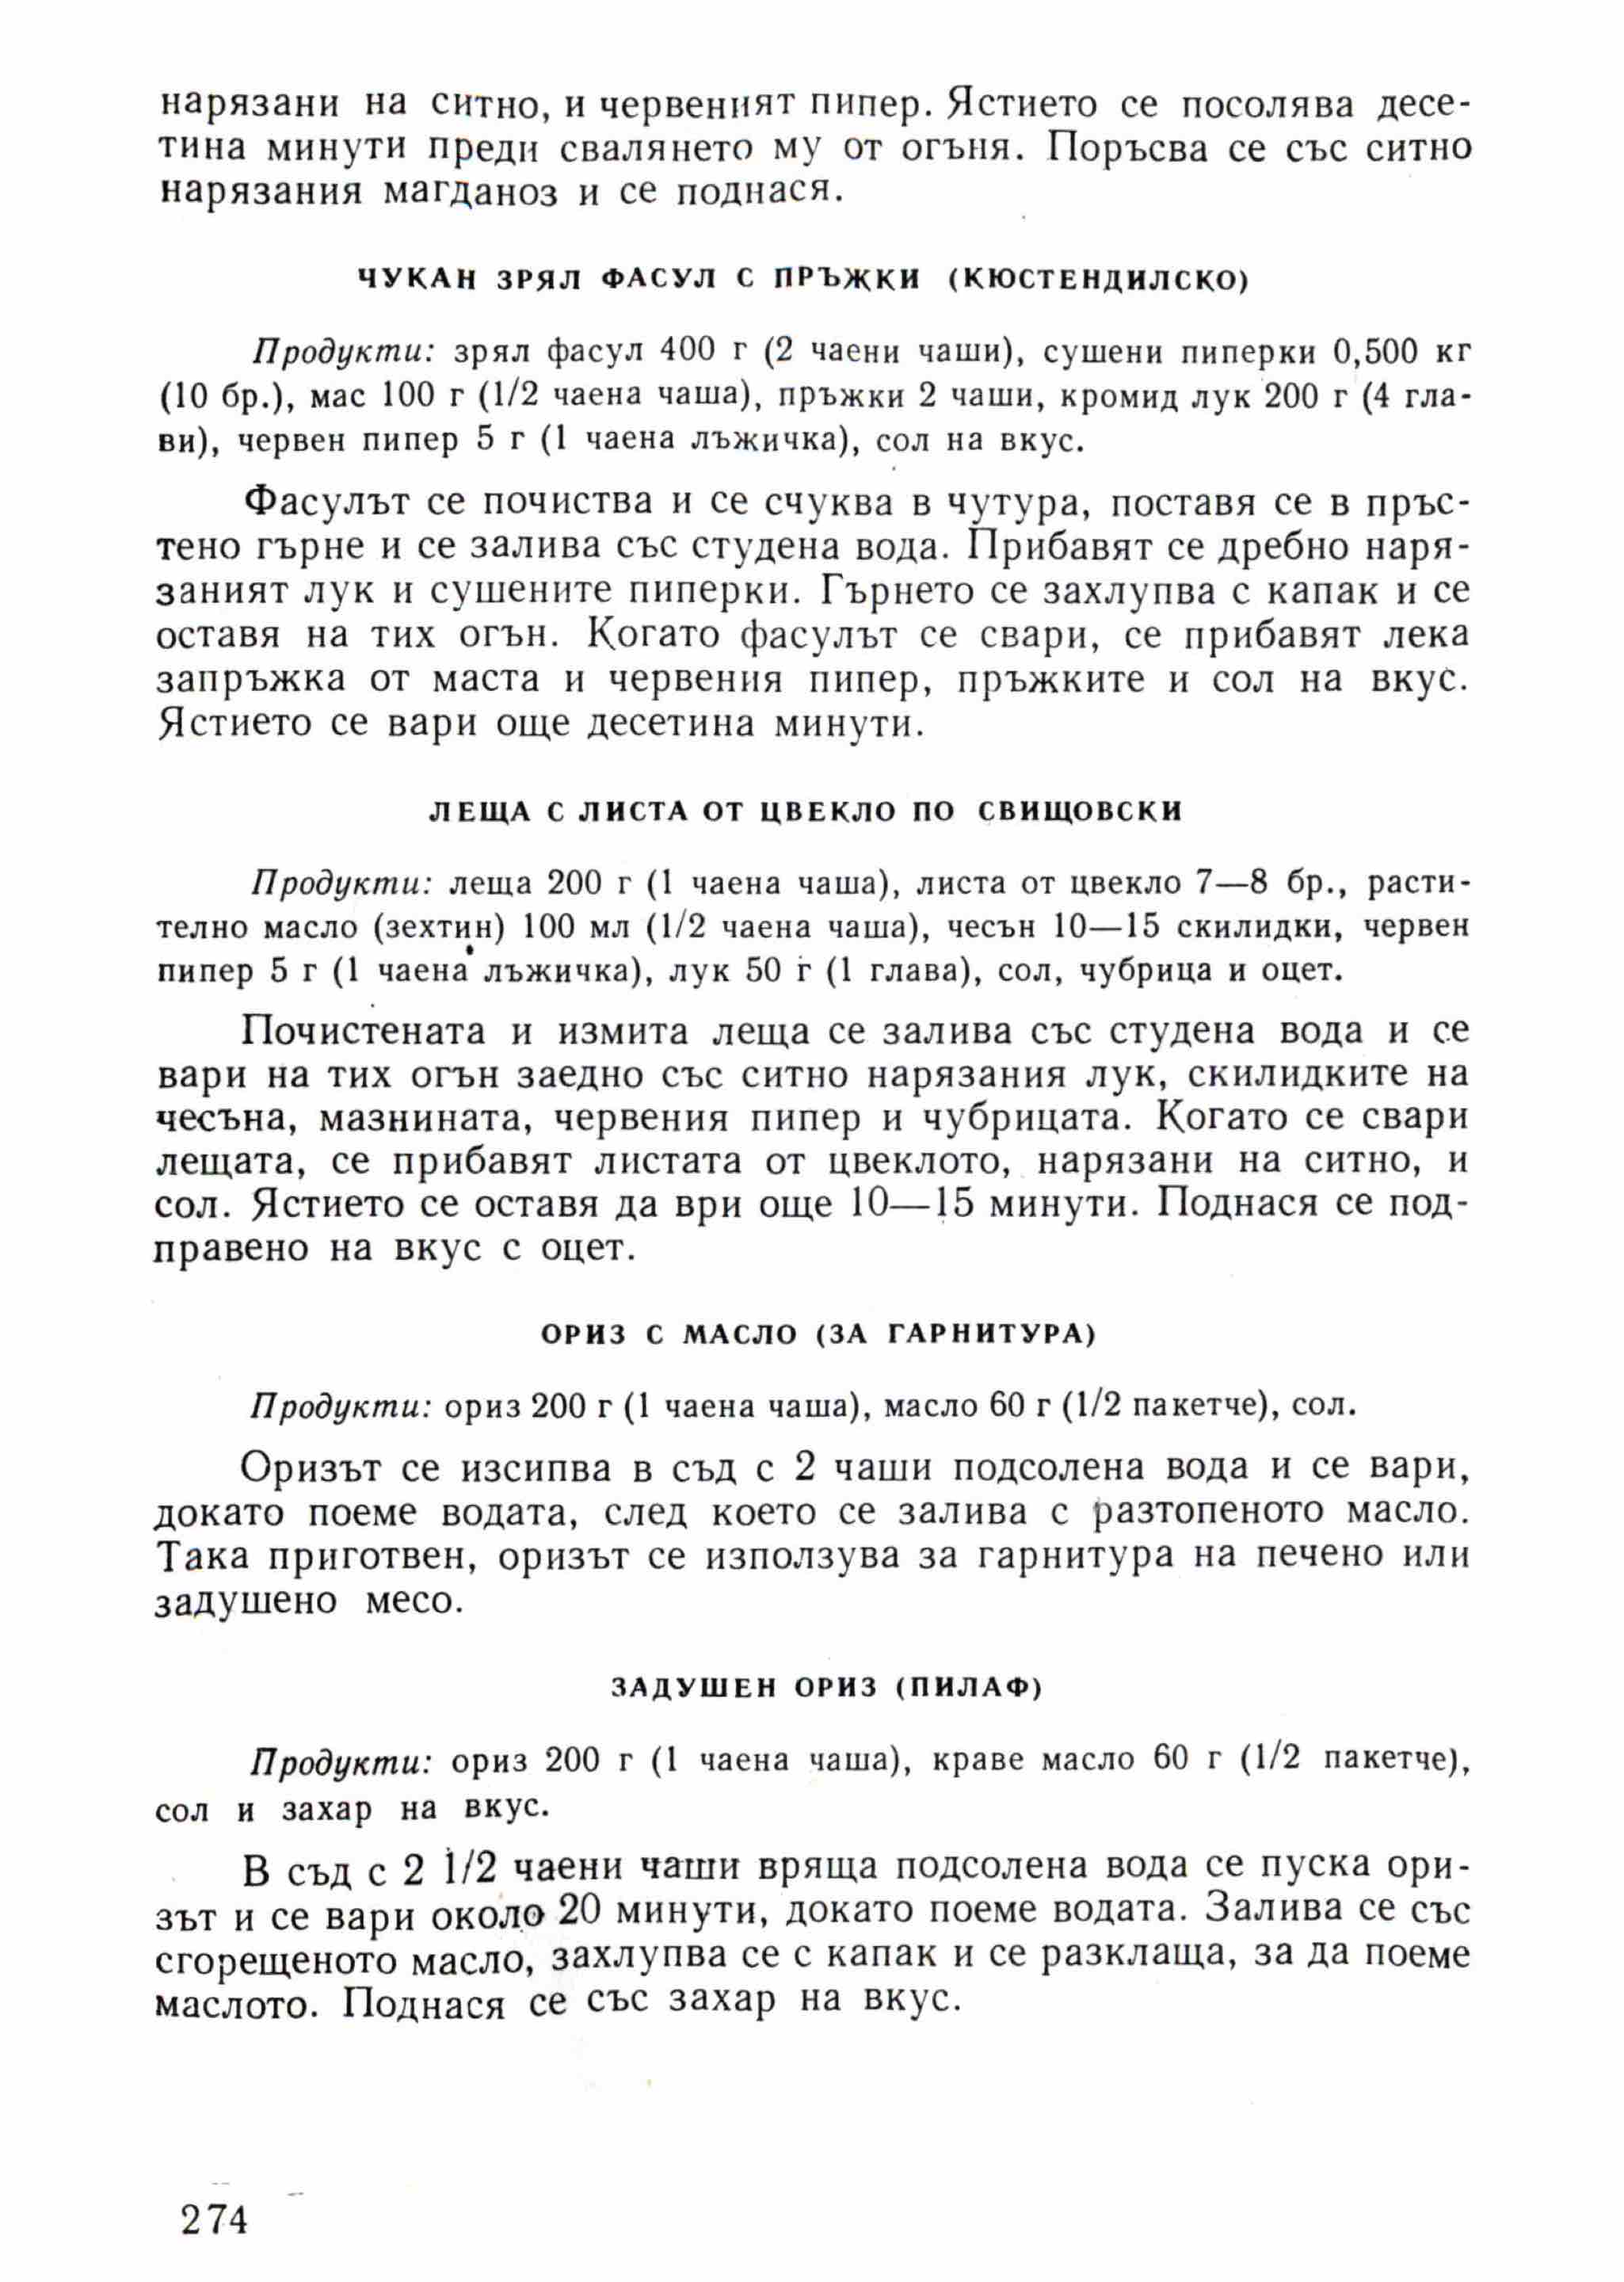 нарязани на ситно, и червеният пипер. Ястието се посолява десе-
тина минути преди свалянето му от огъня. Поръсва се със ситно
нарязания магданоз и се поднася.
ЧУКАН ЗРЯЛ ФАСУЛ С ПРЪЖКИ (КЮСТЕНДИЛСКО)
Продукти: зрял фасул 400 г (2 чаени чаши), сушени пиперки 0,500 кг
(10 бр.), мас 100 г (1/2 чаена чаша), пръжки 2 чаши, кромид лук 200 г (4 гла-
ви), червен пипер 5 г (1 чаена лъжичка), сол на вкус.
Фасулът се почиства и се счуква в чутура, поставя се в пръс-
тено гърне и се залива със студена вода. Прибавят се дребно наря-
заният лук и сушените пиперки. Гърнето се захлупва с капак и се
оставя на тих огън. Когато фасулът се свари, се прибавят лека
запръжка от маста и червения пипер, пръжките и сол на вкус.
Ястието се вари още десетина минути.
ЛЕЩА С ЛИСТА ОТ ЦВЕКЛО ПО СВИЩОВСКИ
Продукти: леща 200 г (1 чаена чаша), листа от цвекло 7—8 бр., расти-
телно масло (зехтин) 100 мл (1/2 чаена чаша), чесън 10—15 скилидки, червен
пипер 5 г (1 чаена лъжичка), лук 50 г (1 глава), сол, чубрица и оцет.
Почистената и измита леща се залива със студена вода и се
вари на тих огън заедно със ситно нарязания лук, скилидките на
чесъна, мазнината, червения пипер и чубрицата. Когато се свари
лещата, се прибавят листата от цвеклото, нарязани на ситно, и
сол. Ястието се оставя да ври още 10—15 минути. Поднася се под-
правено на вкус с оцет.
ОРИЗ С МАСЛО (ЗА ГАРНИТУРА)
Продукти: ориз 200 г (1 чаена чаша), масло 60 г (1/2 пакетче), сол.
Оризът се изсипва в съд с 2 чаши подсолена вода и се вари,
докато поеме водата, след което се залива с разтопеното масло.
Така приготвен, оризът се използува за гарнитура на печено или
задушено месо.
ЗАДУШЕН ОРИЗ (ПИЛАФ)
Продукти: ориз 200 г (1 чаена чаша), краве масло 60 г (1/2 пакетче),
сол и захар на вкус.
В съд с 2 1/2 чаени чаши вряща подсолена вода се пуска ори-
зът и се вари около 20 минути, докато поеме водата. Залива се със
сгорещеното масло, захлупва се с капак и се разклаща, за да поеме
маслото. Поднася се със захар на вкус.
274